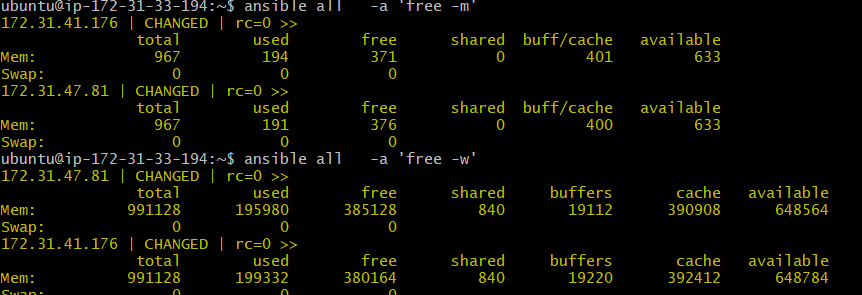 ubuntu@ip-172-31-33-194:~$ ansible all   -a 'free -m'
172.31.41.176 | CHANGED | rc=0 >>
               total        used        free      shared  buff/cache   available
Mem:             967         194         371           0         401         633
Swap:              0           0           0
172.31.47.81 | CHANGED | rc=0 >>
               total        used        free      shared  buff/cache   available
Mem:             967         191         376           0         400         633
Swap:              0           0           0
ubuntu@ip-172-31-33-194:~$ ansible all   -a 'free -w'
172.31.47.81 | CHANGED | rc=0 >>
               total        used        free      shared     buffers       cache   available
Mem:          991128      195980      385128         840       19112      390908      648564
Swap:              0           0           0
172.31.41.176 | CHANGED | rc=0 >>
               total        used        free      shared     buffers       cache   available
Mem:          991128      199332      380164         840       19220      392412      648784
Swap:              0           0           0